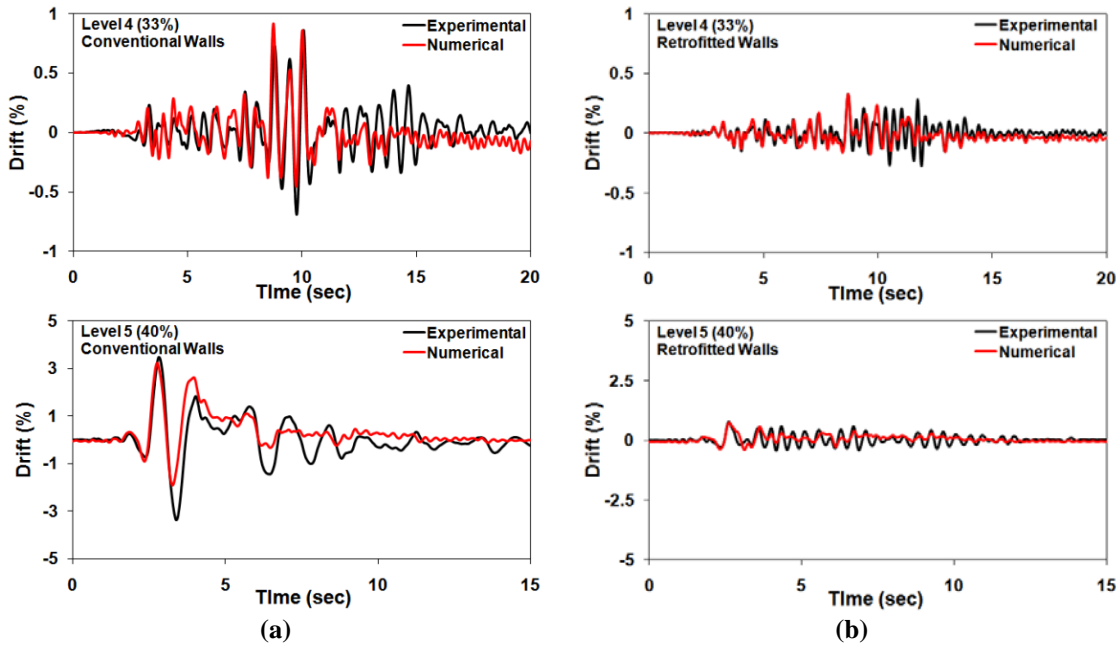 Level 4 (33%)
Conventional Walls
Experimental
Numerical
1
0.5
0
-0.5
-1
Drift (%)
0 5 10 15 20
TIme (sec)
Level 4 (33%)
Retrofitted Walls
Experimental
Numerical
1
0.5
0
-0.5
-1
Drift (%)
0 5 10 15 20
TIme (sec)
Level 5 (40%)
Conventional Walls
Experimental
Numerical
5
3
1
-1
-3
-5
Drift (%)
0 5 10 15
TIme (sec)
(a)
Level 5 (40%)
Retrofitted Walls
Experimental
Numerical
5
2.5
0
-2.5
-5
Drift (%)
0 5 10 15
TIme (sec)
(b)